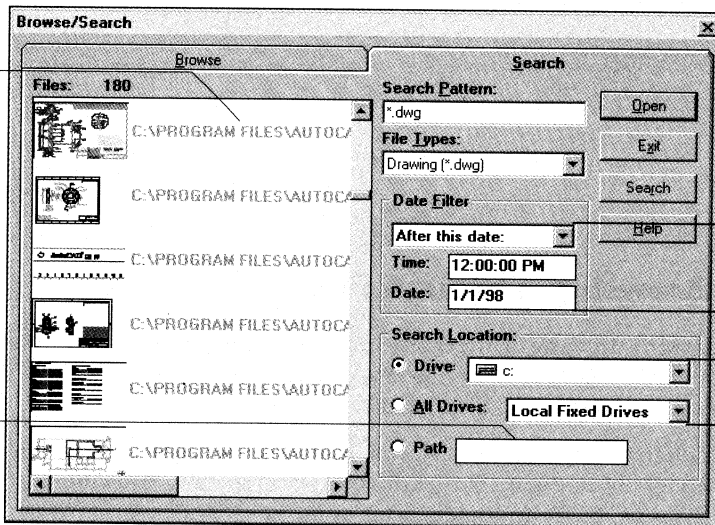 Browse/Search
Browse
Search
Files: 180
C:\PROGRAM FILES\AUTOCA
C:\PROGRAM FILES\AUTOCA
C:\PROGRAM FILES\AUTOCA
C:\PROGRAM FILES\AUTOCA
C:\PROGRAM FILES\AUTOCA
C:\PROGRAM FILES\AUTOCA
Search Pattern:
*.dwg
File Types:
Drawing (*.dwg)
Date Filter
After this date:
Time: 12:00:00 PM
Date: 1/1/98
Search Location:
Drive: c:
All Drives: Local Fixed Drives
Path
Open
Exit
Search
Help